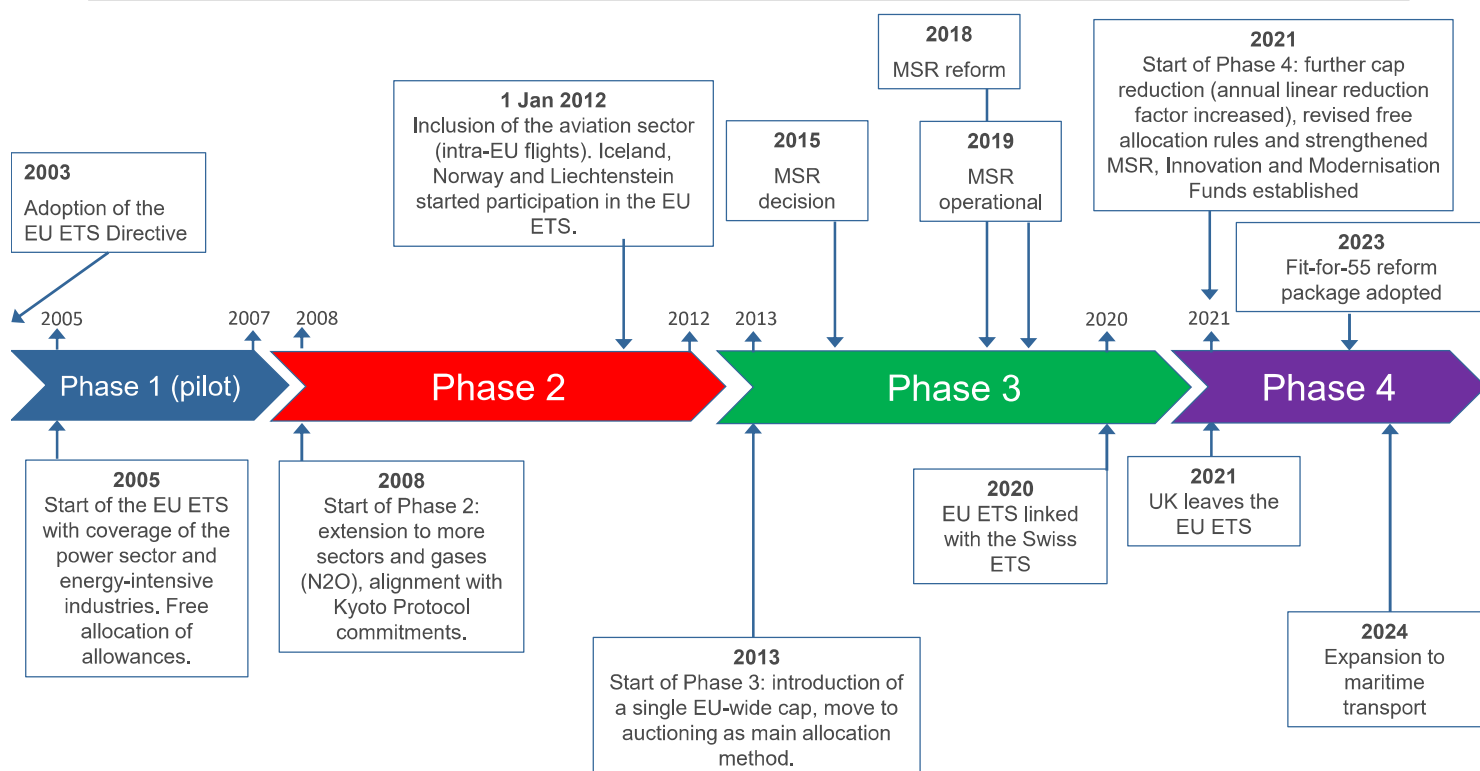 2003
Adoption of the
EU ETS Directive
1 Jan 2012
Inclusion of the aviation sector
(intra-EU flights). Iceland,
Norway and Liechtenstein
started participation in the EU
ETS.
2015
MSR
decision
2018
MSR reform
2019
MSR
operational
2021
Start of Phase 4: further cap
reduction (annual linear reduction
factor increased), revised free
allocation rules and strengthened
MSR, Innovation and Modernisation
Funds established
2023
Fit-for-55 reform
package adopted
2005
2007
2008
2012
2013
2020
2021
Phase 1 (pilot)
Phase 2
Phase 3
Phase 4
2005
Start of the EU ETS
with coverage of the
power sector and
energy-intensive
industries. Free
allocation of
allowances.
2008
Start of Phase 2:
extension to more
sectors and gases
(N2O), alignment with
Kyoto Protocol
commitments.
2013
Start of Phase 3: introduction of
a single EU-wide cap, move to
auctioning as main allocation
method.
2020
EU ETS linked
with the Swiss
ETS
2021
UK leaves the
EU ETS
2024
Expansion to
maritime
transport